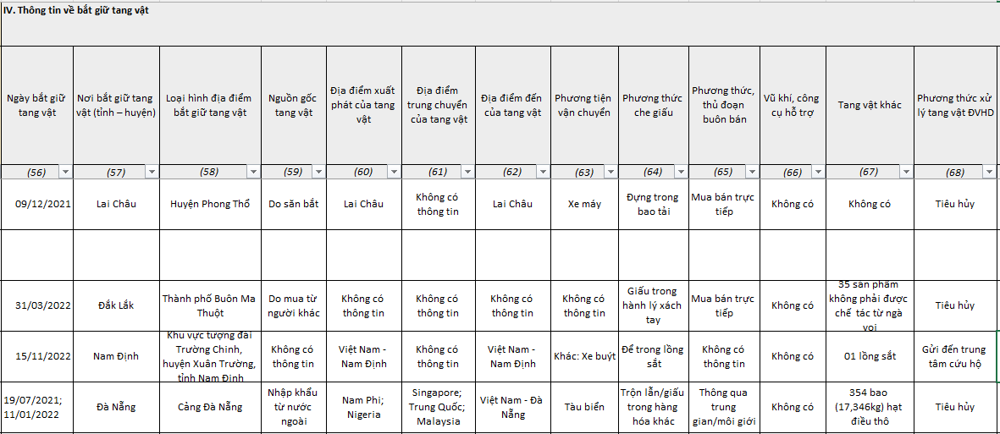 IV. Thông tin về bắt giữ tang vật
Ngày bắt giữ tang vật
Nơi bắt giữ tang vật (tỉnh – huyện)
Loại hình địa điểm bắt giữ tang vật
Nguồn gốc tang vật
Địa điểm xuất phát của tang vật
Địa điểm trung chuyển của tang vật
Địa điểm đến của tang vật
Phương tiện vận chuyển
Phương thức che giấu
Phương thức, thủ đoạn buôn bán
Vũ khí, công cụ hỗ trợ
Tang vật khác
Phương thức xử lý tang vật ĐVHD
(56) (57) (58) (59) (60) (61) (62) (63) (64) (65) (66) (67) (68)
09/12/2021
Lai Châu
Huyện Phong Thổ
Do săn bắt
Lai Châu
Không có thông tin
Lai Châu
Xe máy
Đựng trong bao tải
Mua bán trực tiếp
Không có
Không có
Tiêu hủy
31/03/2022
Đắk Lắk
Thành phố Buôn Ma Thuột
Do mua từ người khác
Không có thông tin
Không có thông tin
Không có thông tin
Không có thông tin
Giấu trong hành lý xách tay
Mua bán trực tiếp
Không có
35 sản phẩm không phải được chế tác từ ngà voi
Tiêu hủy
15/11/2022
Nam Định
Khu vực tượng đài Trường Chinh, huyện Xuân Trường, tỉnh Nam Định
Không có thông tin
Việt Nam - Nam Định
Không có thông tin
Việt Nam - Nam Định
Khác: Xe buýt
Để trong lồng sắt
Không có thông tin
Không có
01 lồng sắt
Gửi đến trung tâm cứu hộ
19/07/2021; 11/01/2022
Đà Nẵng
Cảng Đà Nẵng
Nhập khẩu từ nước ngoài
Nam Phi; Nigeria
Singapore; Trung Quốc; Malaysia
Việt Nam - Đà Nẵng
Tàu biển
Trộn lẫn/giấu trong hàng hóa khác
Thông qua trung gian/môi giới
Không có
354 bao (17,346kg) hạt điều thô
Tiêu hủy